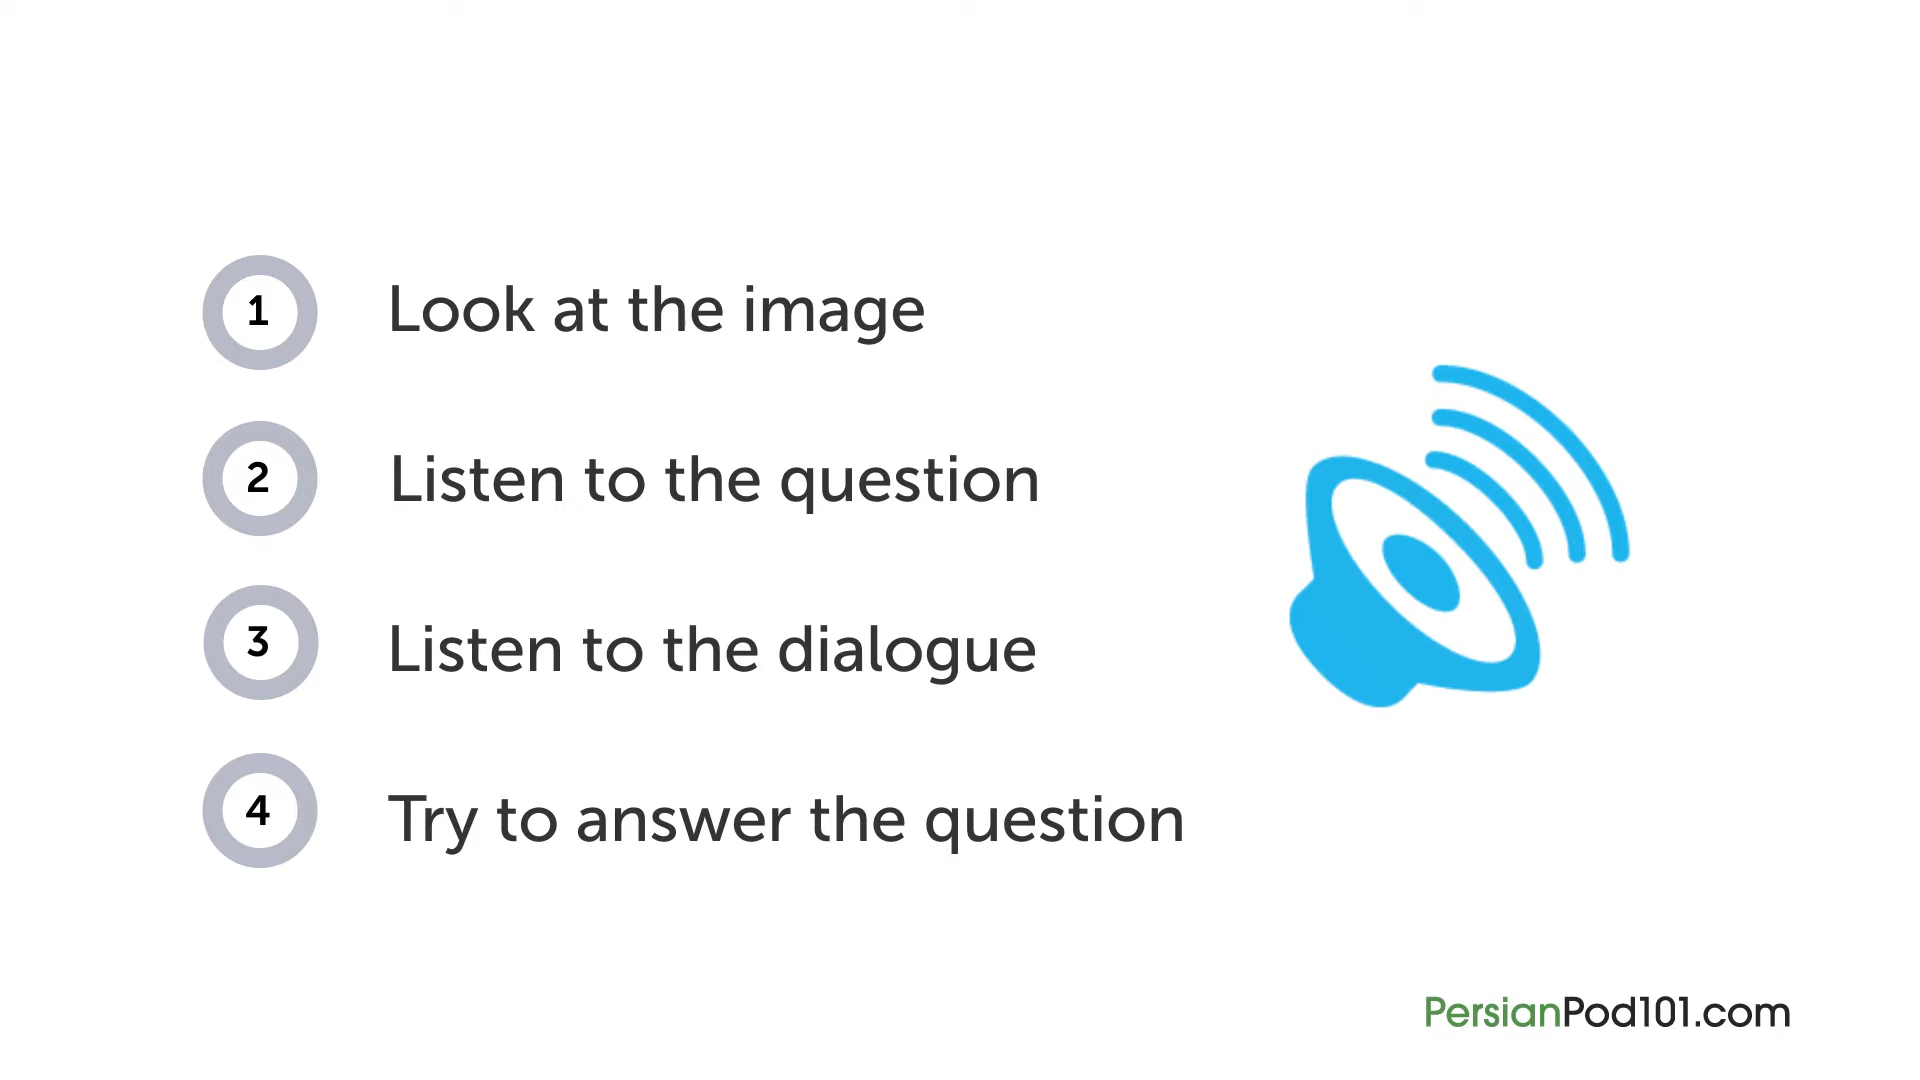 1 Look at the image
2 Listen to the question
3 Listen to the dialogue
4 Try to answer the question
PersianPod101.com